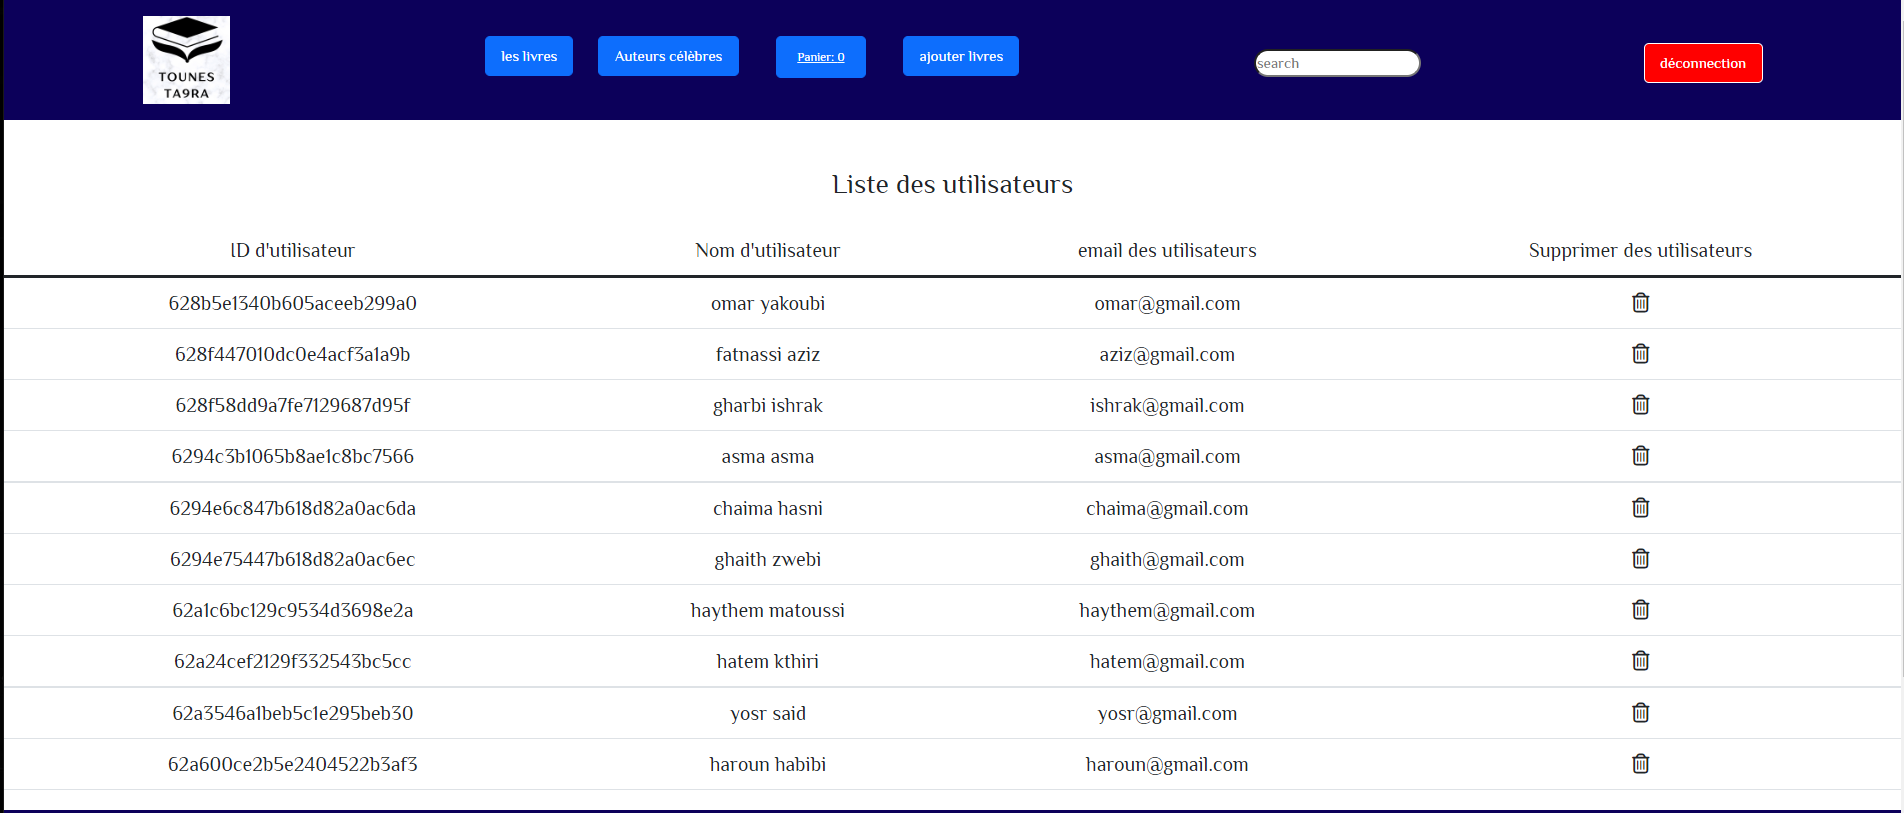 TOUNES
TA9RA
les livres Auteurs célèbres Panier: 0 ajouter livres search déconnection
Liste des utilisateurs
ID d'utilisateur Nom d'utilisateur email des utilisateurs Supprimer des utilisateurs
628b5e1340b605aceeb299a0 omar yakoubi omar@gmail.com
628f447010dc0e4acf3a1a9b fatnassi aziz aziz@gmail.com
628f58dd9a7fe7129687d95f gharbi ishrak ishrak@gmail.com
6294c3b1065b8ae1c8bc7566 asma asma asma@gmail.com
6294e6c847b618d82a0ac6da chaima hasni chaima@gmail.com
6294e75447b618d82a0ac6ec ghaith zwebi ghaith@gmail.com
62a1c6bc129c9534d3698e2a haythem matoussi haythem@gmail.com
62a24cef2129f332543bc5cc hatem kthiri hatem@gmail.com
62a3546a1beb5c1e295beb30 yosr said yosr@gmail.com
62a600ce2b5e2404522b3af3 haroun habibi haroun@gmail.com